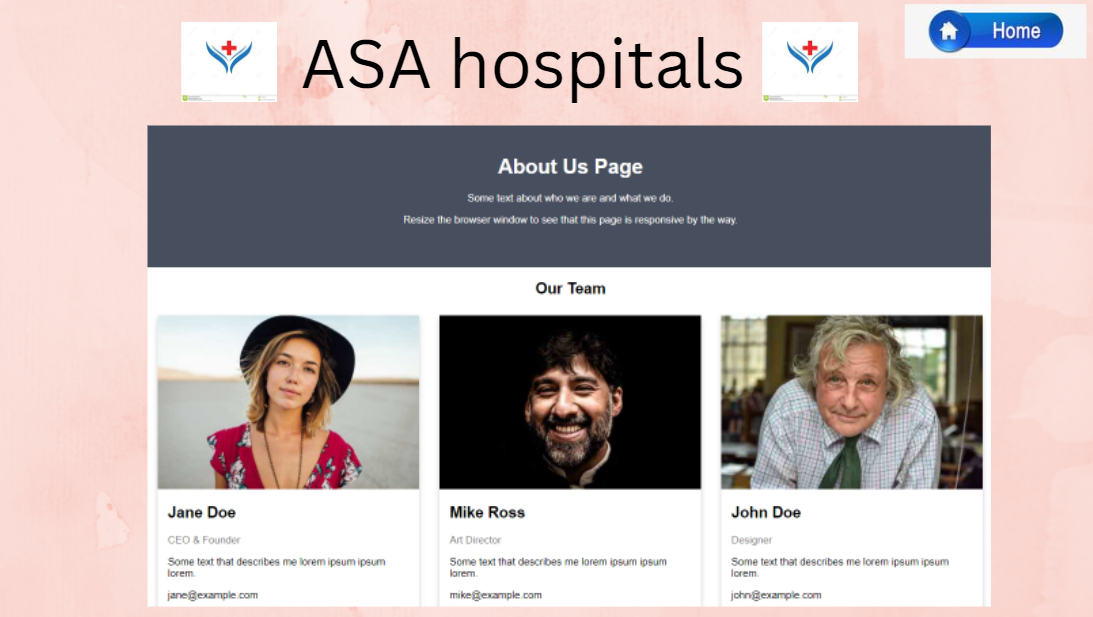 ASA hospitals
Home
About Us Page
Some text about who we are and what we do.
Resize the browser window to see that this page is responsive by the way.
Our Team
Jane Doe
CEO & Founder
Some text that describes me lorem ipsum ipsum
lorem.
jane@example.com
Mike Ross
Art Director
Some text that describes me lorem ipsum ipsum
lorem.
mike@example.com
John Doe
Designer
Some text that describes me lorem ipsum ipsum
lorem.
john@example.com